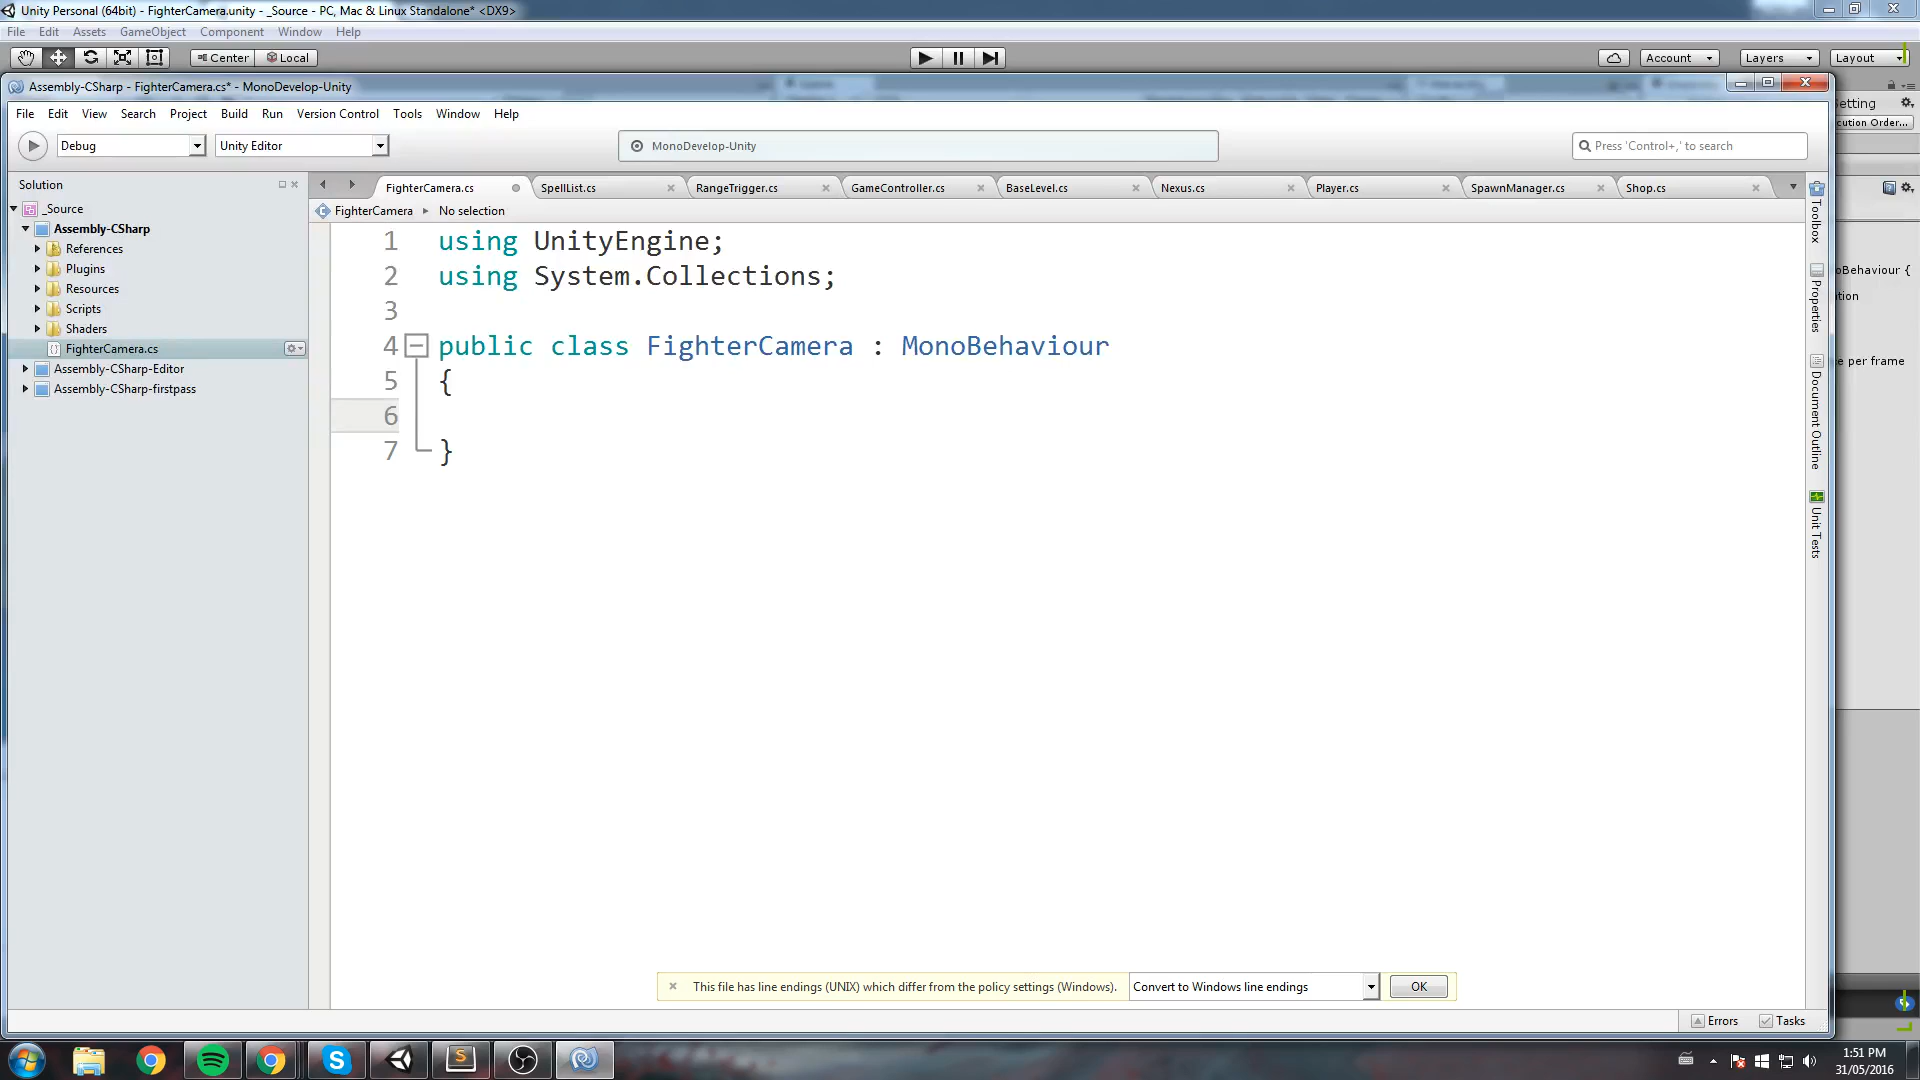 Unity Personal (64bit) - FighterCamera.unity - _Source - PC, Mac & Linux Standalone* <DX9>
File Edit Assets GameObject Component Window Help
Center Local Account Layers Layout
Assembly-CSharp - FighterCamera.cs* - MonoDevelop-Unity
File Edit View Search Project Build Run Version Control Tools Window Help
Debug Unity Editor MonoDevelop-Unity Press 'Control+,' to search
Solution
_Source
Assembly-CSharp
References
Plugins
Resources
Scripts
Shaders
FighterCamera.cs
Assembly-CSharp-Editor
Assembly-CSharp-firstpass
FighterCamera.cs SpellList.cs RangeTrigger.cs GameController.cs BaseLevel.cs Nexus.cs Player.cs SpawnManager.cs Shop.cs
FighterCamera No selection
1 using UnityEngine;
2 using System.Collections;
3
4 public class FighterCamera : MonoBehaviour
5 {
6
7 }
Toolbox
Properties
Document Outline
Unit Tests
etting
cution Order...
noBehaviour {
ition
ce per frame
This file has line endings (UNIX) which differ from the policy settings (Windows). Convert to Windows line endings OK
Errors Tasks
1:51 PM
31/05/2016